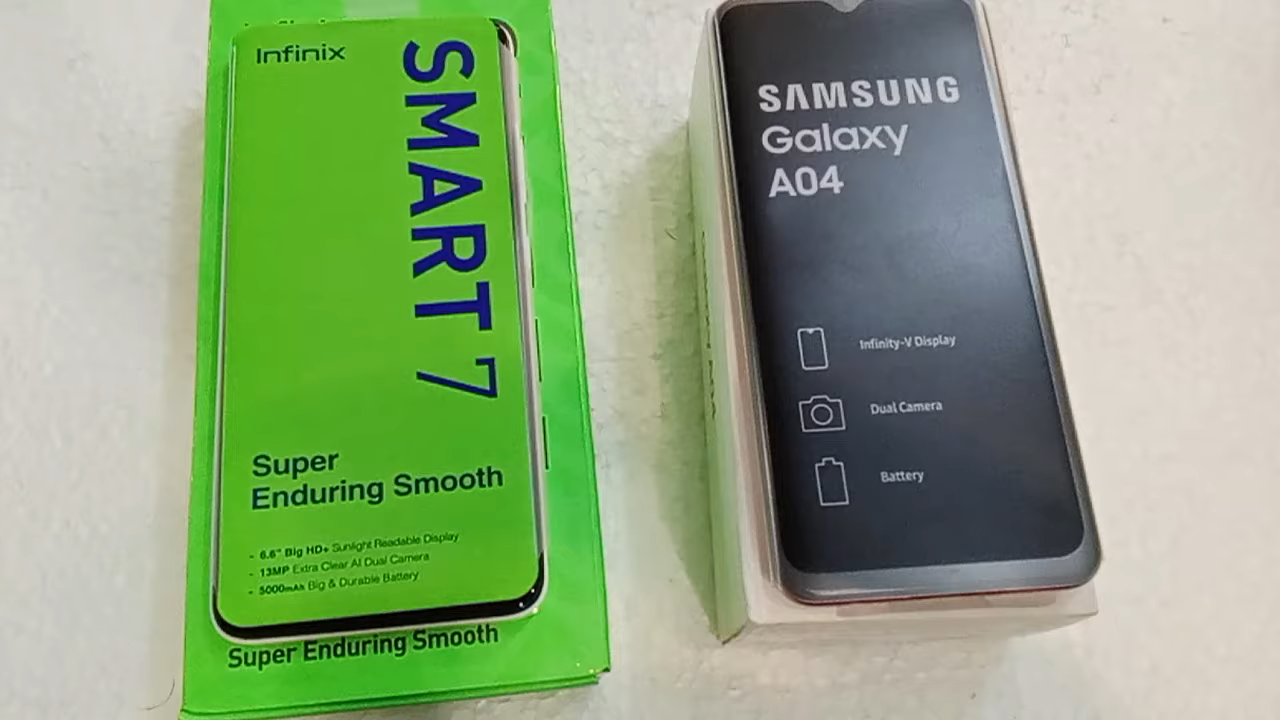 Infinix
SMART 7
Super
Enduring Smooth
- 6.6" Big HD+ Sunlight Readable Display
- 13MP Extra Clear AI Dual Camera
- 5000mAh Big & Durable Battery
Super Enduring Smooth
SAMSUNG
Galaxy
A04
Infinity-V Display
Dual Camera
Battery